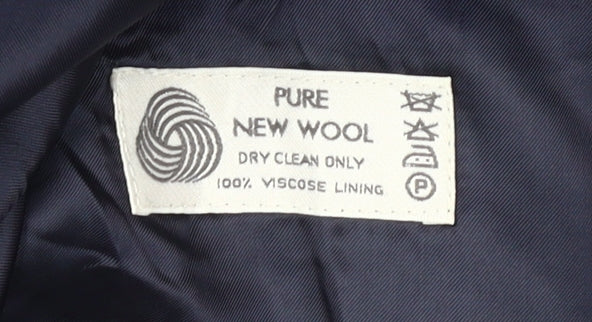 PURE
NEW WOOL
DRY CLEAN ONLY
100% VISCOSE LINING
P